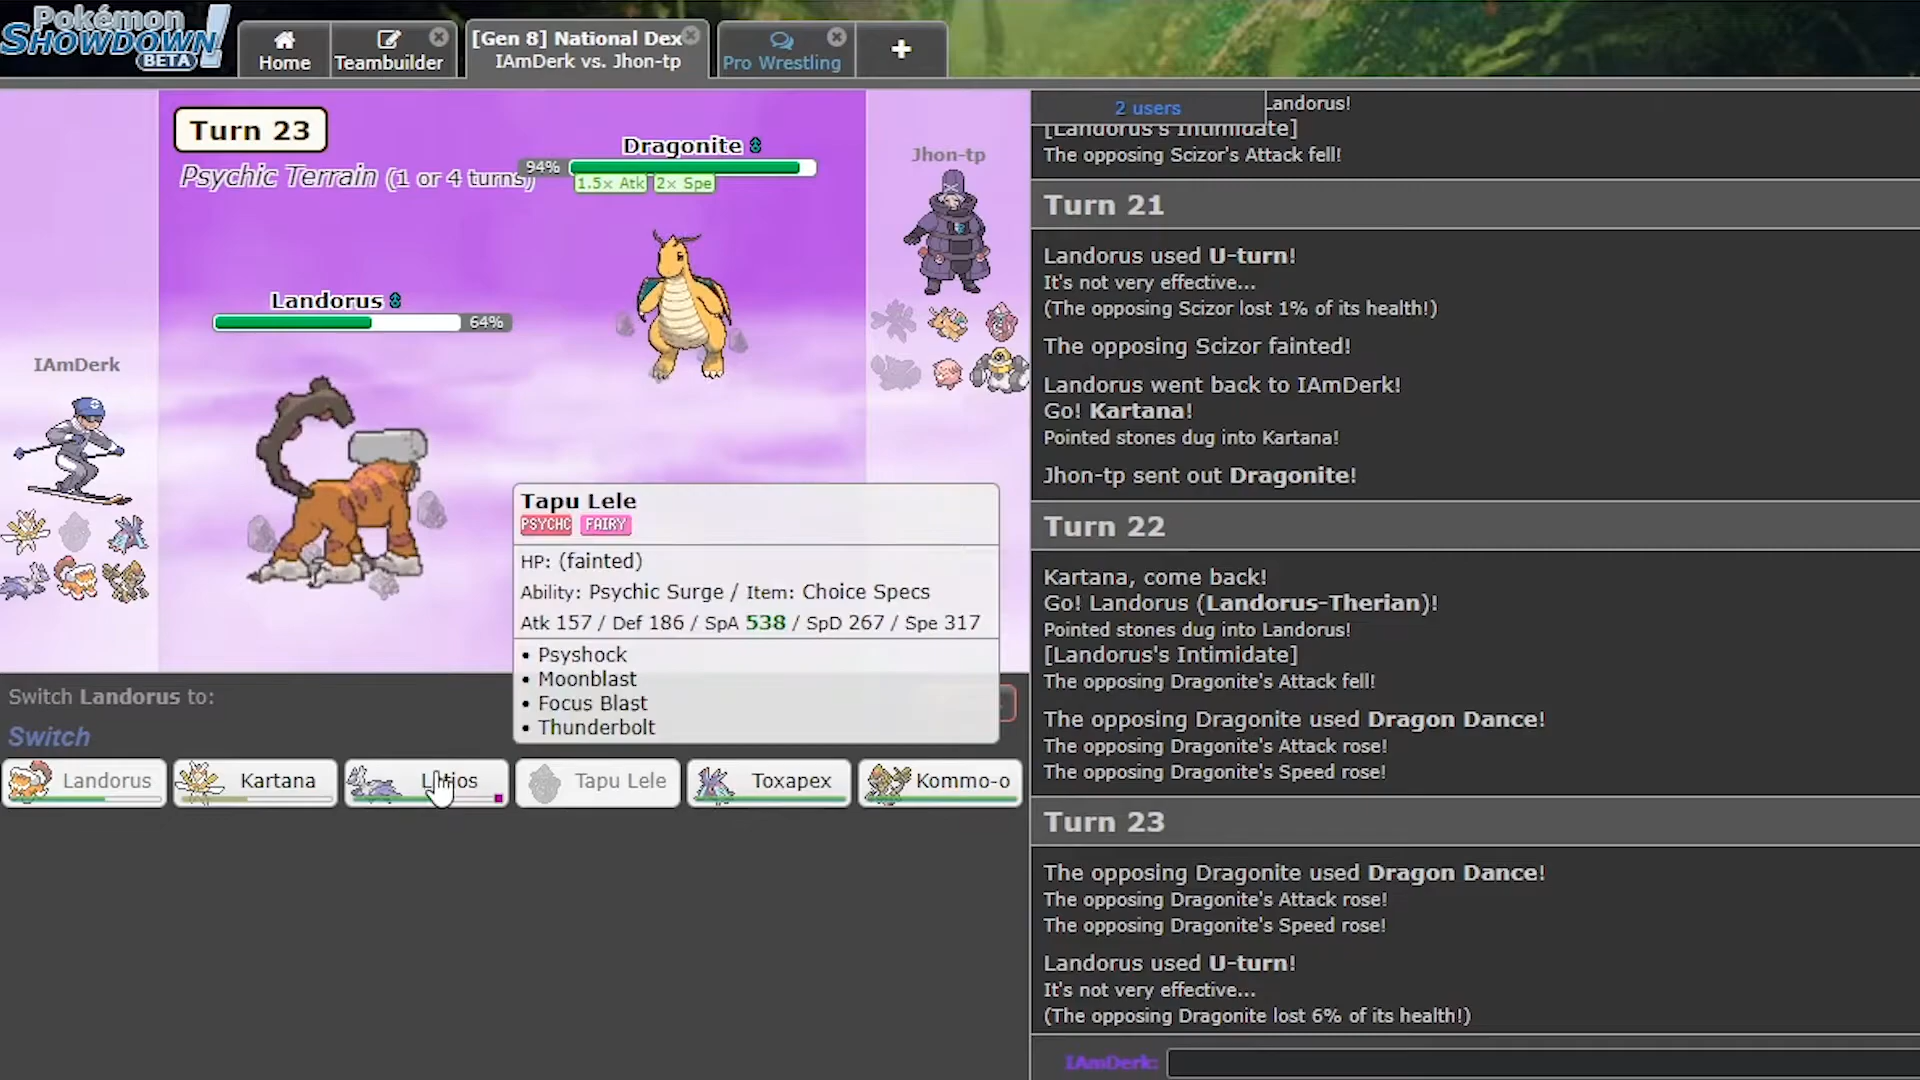 Pokémon
SHOWDOWN!
BETA
Home
Teambuilder
[Gen 8] National Dex
IAmDerk vs. Jhon-tp
Pro Wrestling
+
Turn 23
Psychic Terrain (1 or 4 turns)
Dragonite
94%
1.5× Atk 2× Spe
Landorus
64%
IAmDerk
Jhon-tp
Tapu Lele
PSYCHC FAIRY
HP: (fainted)
Ability: Psychic Surge / Item: Choice Specs
Atk 157 / Def 186 / SpA 538 / SpD 267 / Spe 317
• Psyshock
• Moonblast
• Focus Blast
• Thunderbolt
Switch Landorus to:
Switch
Landorus
Kartana
Tapu Lele
Toxapex
Kommo-o
2 users
Landorus!
[Landorus's Intimidate]
The opposing Scizor's Attack fell!
Turn 21
Landorus used U-turn!
It's not very effective...
(The opposing Scizor lost 1% of its health!)
The opposing Scizor fainted!
Landorus went back to IAmDerk!
Go! Kartana!
Pointed stones dug into Kartana!
Jhon-tp sent out Dragonite!
Turn 22
Kartana, come back!
Go! Landorus (Landorus-Therian)!
Pointed stones dug into Landorus!
[Landorus's Intimidate]
The opposing Dragonite's Attack fell!
The opposing Dragonite used Dragon Dance!
The opposing Dragonite's Attack rose!
The opposing Dragonite's Speed rose!
Turn 23
The opposing Dragonite used Dragon Dance!
The opposing Dragonite's Attack rose!
The opposing Dragonite's Speed rose!
Landorus used U-turn!
It's not very effective...
(The opposing Dragonite lost 6% of its health!)
IAmDerk: